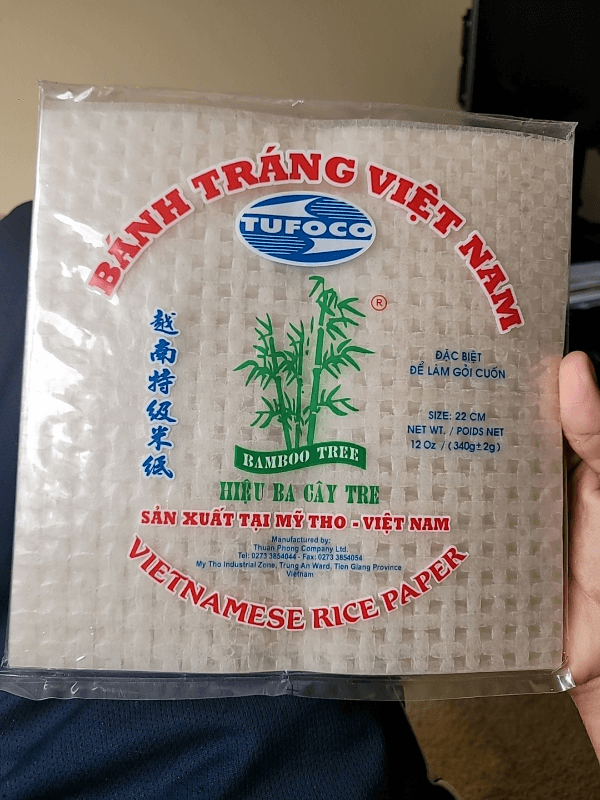 BÁNH TRÁNG VIỆT NAM
TUFOCO
®
越南特级米纸
ĐẶC BIỆT
ĐỂ LÀM GỎI CUỐN
SIZE: 22 CM
NET WT. / POIDS NET
12 Oz / (340g±2g)
BAMBOO TREE
HIỆU BA CÂY TRE
SẢN XUẤT TẠI MỸ THO - VIỆT NAM
Manufactured by:
Thuan Phong Company Ltd.
Tel: 0273 3854044 - Fax: 0273 3854054
My Tho Industrial Zone, Trung An Ward, Tien Giang Province
Vietnam
VIETNAMESE RICE PAPER